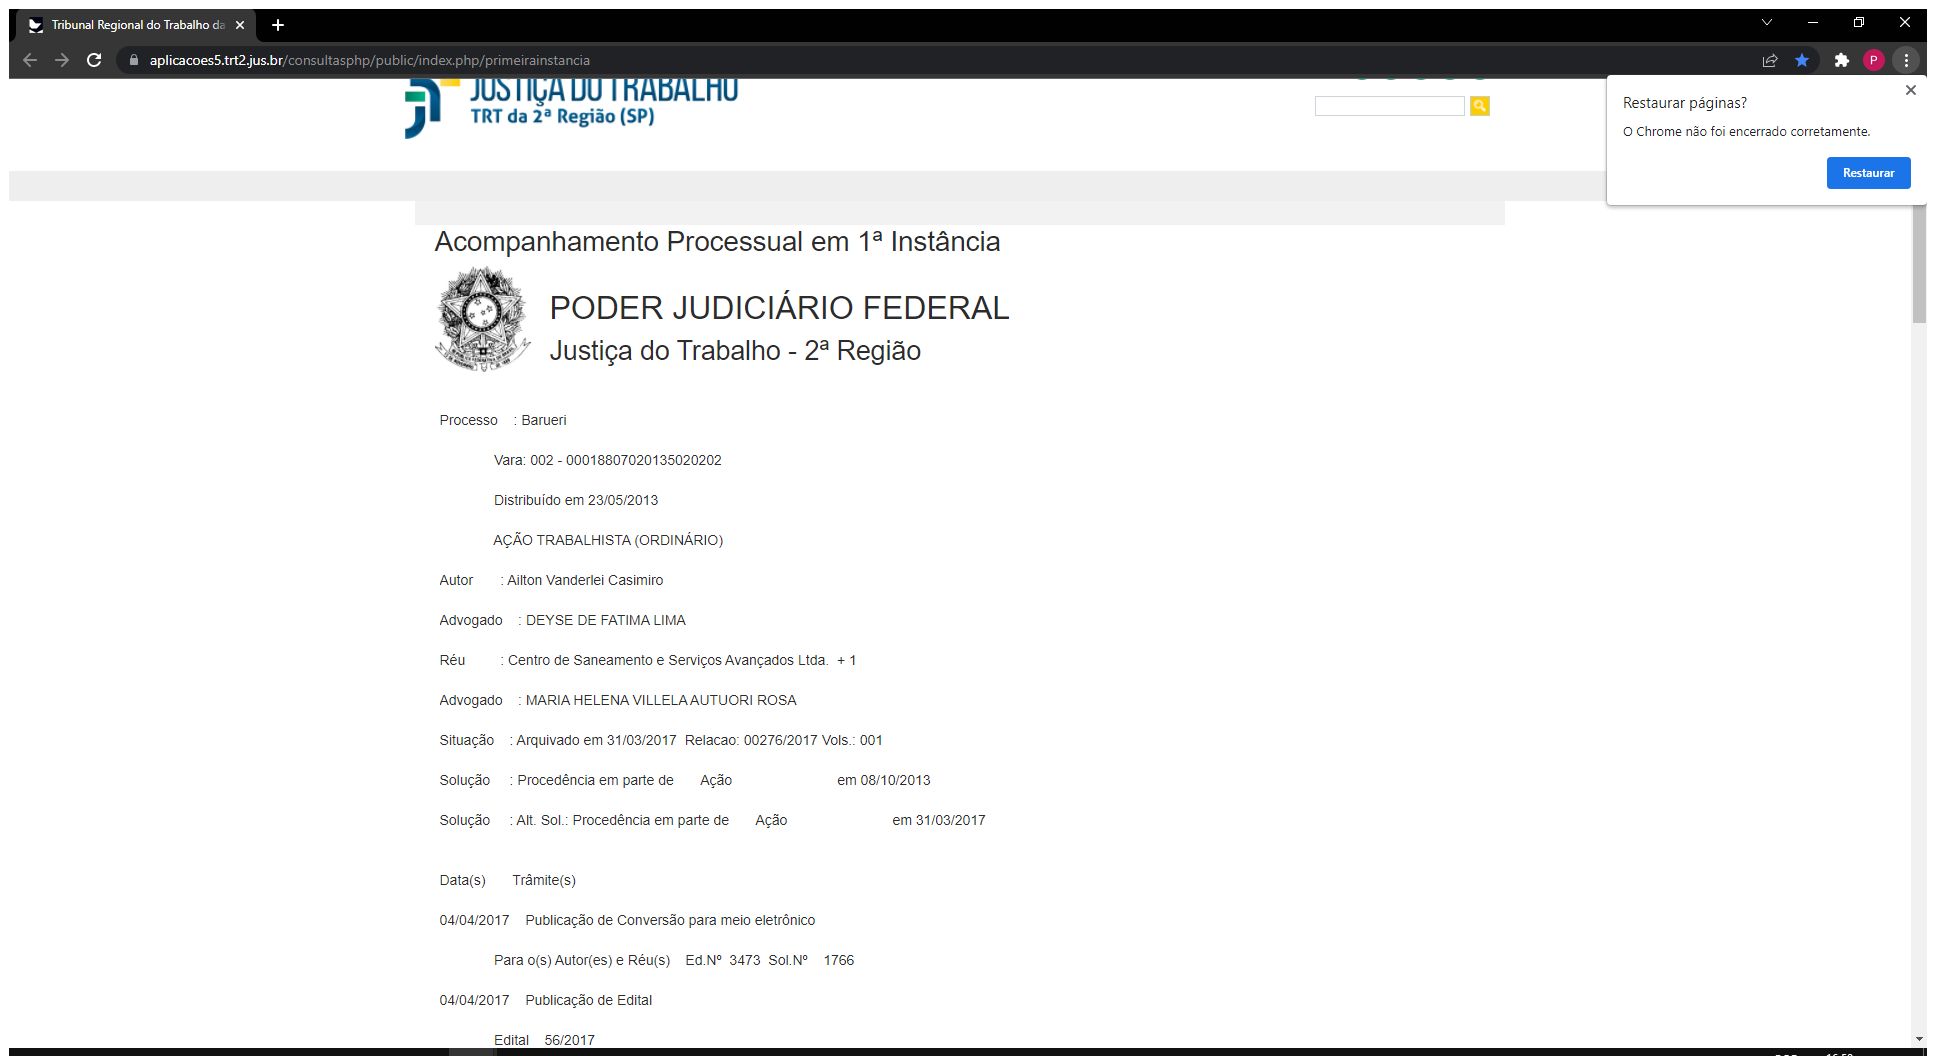 Tribunal Regional do Trabalho da
aplicacoes5.trt2.jus.br/consultasphp/public/index.php/primeirainstancia
P
JUSTIÇA DO TRABALHO
TRT da 2ª Região (SP)
Restaurar páginas?
O Chrome não foi encerrado corretamente.
Restaurar
Acompanhamento Processual em 1ª Instância
PODER JUDICIÁRIO FEDERAL
Justiça do Trabalho - 2ª Região
Processo : Barueri
Vara: 002 - 00018807020135020202
Distribuído em 23/05/2013
AÇÃO TRABALHISTA (ORDINÁRIO)
Autor : Ailton Vanderlei Casimiro
Advogado : DEYSE DE FATIMA LIMA
Réu : Centro de Saneamento e Serviços Avançados Ltda. + 1
Advogado : MARIA HELENA VILLELA AUTUORI ROSA
Situação : Arquivado em 31/03/2017 Relacao: 00276/2017 Vols.: 001
Solução : Procedência em parte de Ação em 08/10/2013
Solução : Alt. Sol.: Procedência em parte de Ação em 31/03/2017
Data(s) Trâmite(s)
04/04/2017 Publicação de Conversão para meio eletrônico
Para o(s) Autor(es) e Réu(s) Ed.Nº 3473 Sol.Nº 1766
04/04/2017 Publicação de Edital
Edital 56/2017